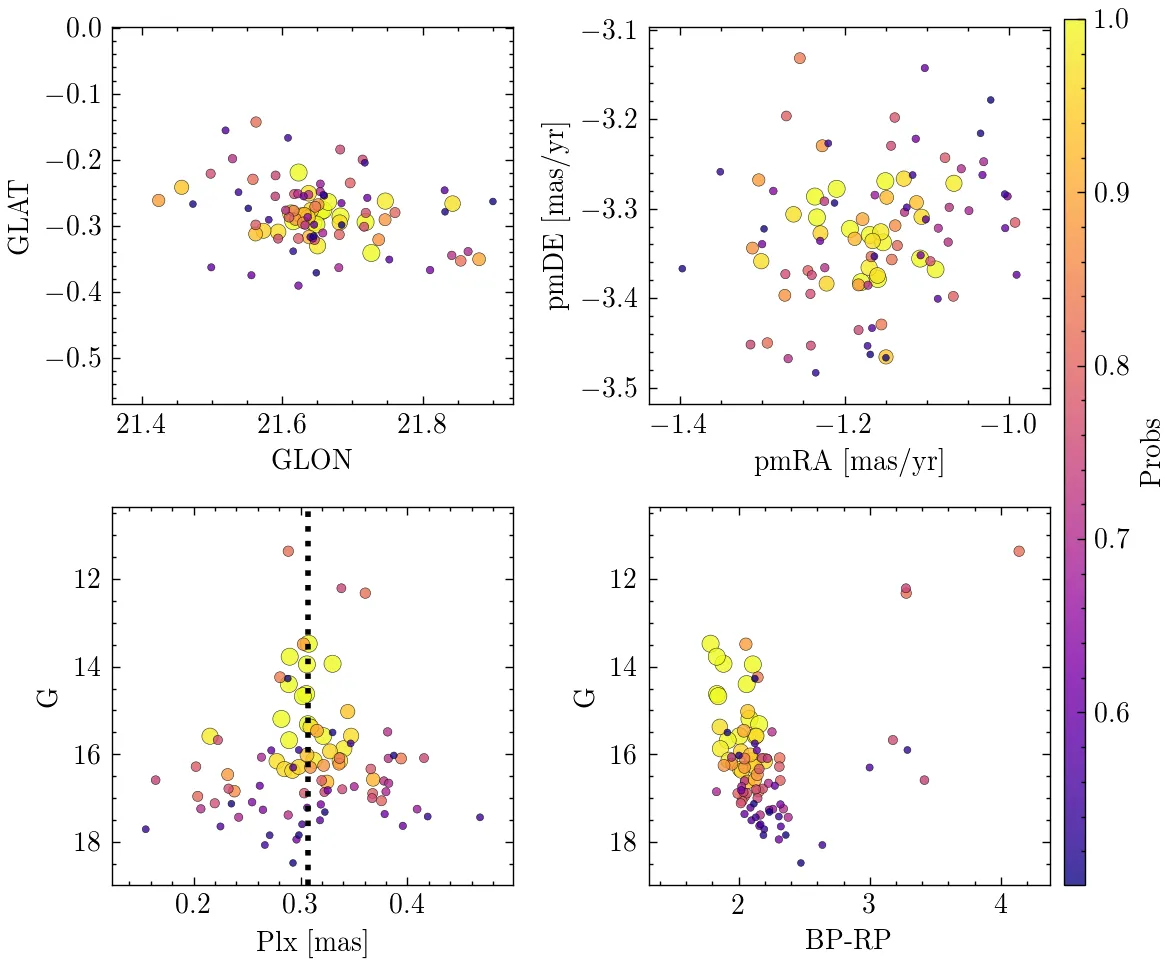 0.0
−0.1
−0.2
−0.3
−0.4
−0.5
GLAT
21.4 21.6 21.8
GLON
−3.1
−3.2
−3.3
−3.4
−3.5
pmDE [mas/yr]
−1.4 −1.2 −1.0
pmRA [mas/yr]
12
14
16
18
G
0.2 0.3 0.4
Plx [mas]
12
14
16
18
G
2 3 4
BP-RP
1.0
0.9
0.8
0.7
0.6
Probs